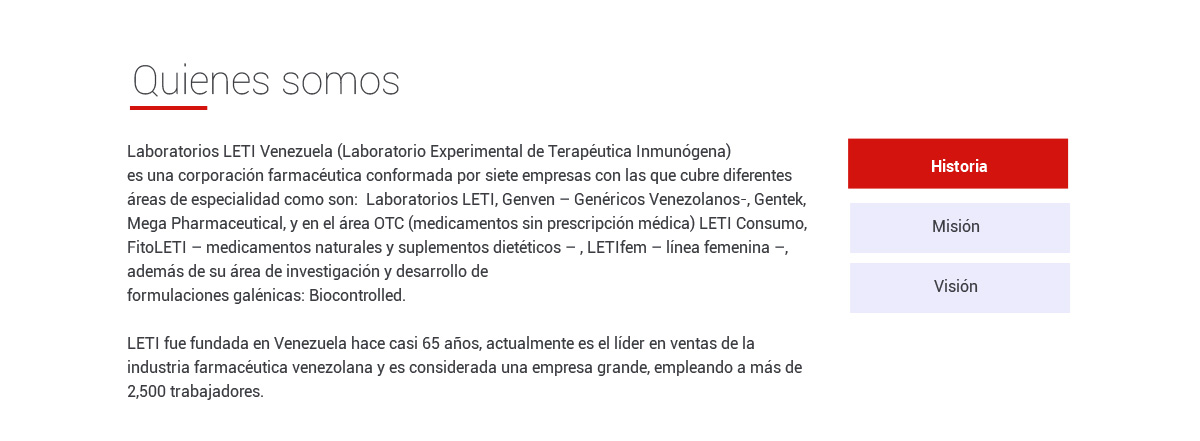 Quienes somos
Laboratorios LETI Venezuela (Laboratorio Experimental de Terapéutica Inmunógena)
es una corporación farmacéutica conformada por siete empresas con las que cubre diferentes
áreas de especialidad como son:  Laboratorios LETI, Genven – Genéricos Venezolanos-, Gentek,
Mega Pharmaceutical, y en el área OTC (medicamentos sin prescripción médica) LETI Consumo,
FitoLETI – medicamentos naturales y suplementos dietéticos – , LETIfem – línea femenina –,
además de su área de investigación y desarrollo de
formulaciones galénicas: Biocontrolled.
LETI fue fundada en Venezuela hace casi 65 años, actualmente es el líder en ventas de la
industria farmacéutica venezolana y es considerada una empresa grande, empleando a más de
2,500 trabajadores.
Historia
Misión
Visión